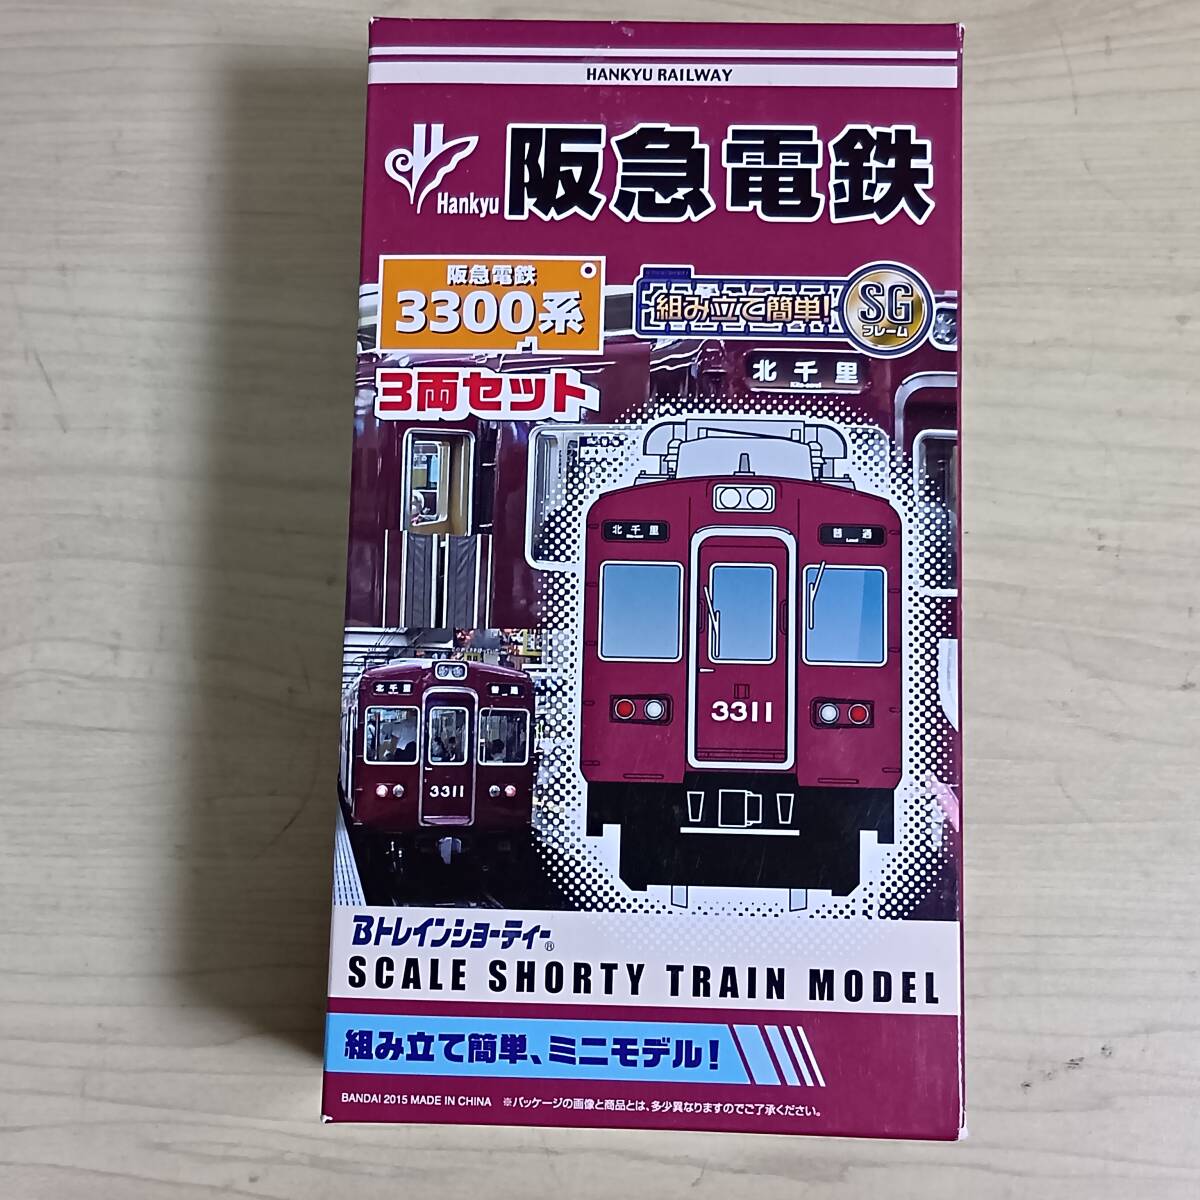 HANKYU RAILWAY
Hankyu
阪急電鉄
阪急電鉄
3300系
組み立て簡単!
SG
フレーム
3両セット
北千里
北千里
普通
Local
3311
北千里
3311
Bトレインショーティー®
SCALE SHORTY TRAIN MODEL
組み立て簡単、ミニモデル!
BANDAI 2015 MADE IN CHINA ※パッケージの画像と商品とは、多少異なりますのでご了承ください。